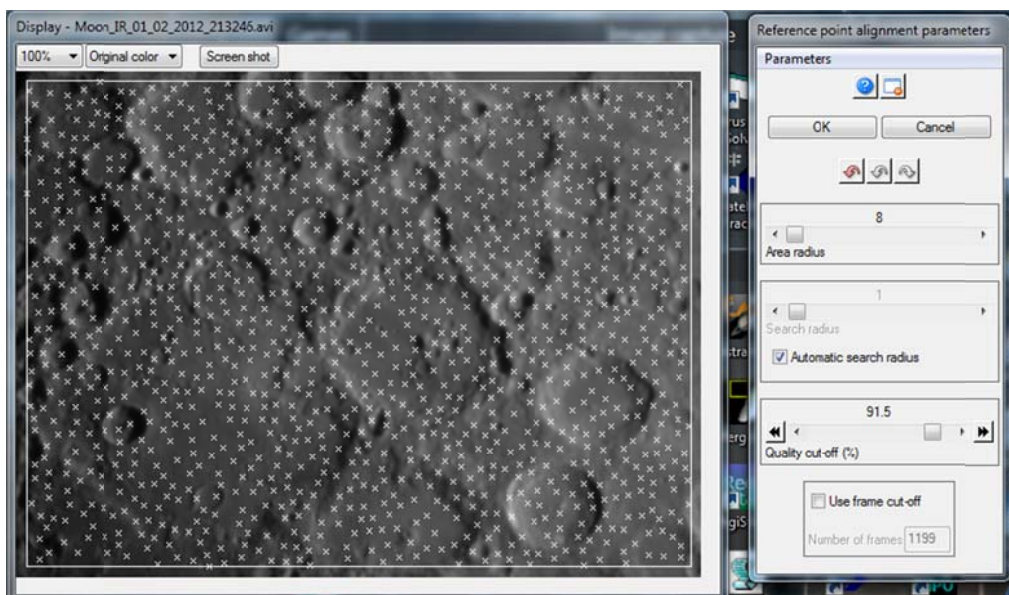 Display - Moon_IR_01_02_2012_213246.avi
100% Original color Screen shot
Reference point alignment parameters
Parameters
OK Cancel
8
Area radius
1
Search radius
Automatic search radius
91.5
Quality cut-off (%)
Use frame cut-off
Number of frames 1199